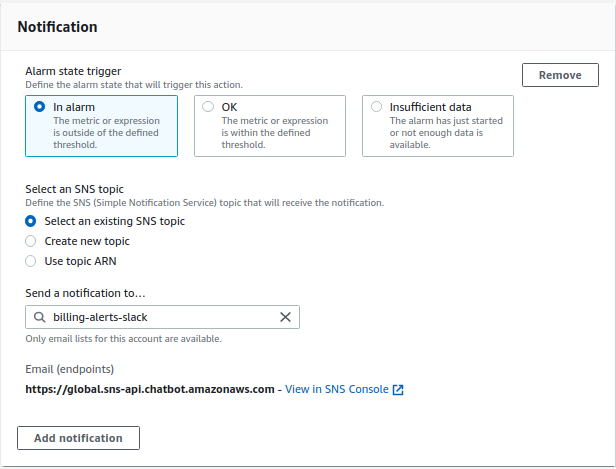 Notification
Alarm state trigger
Define the alarm state that will trigger this action.
Remove
In alarm
The metric or expression
is outside of the defined
threshold.
OK
The metric or expression
is within the defined
threshold.
Insufficient data
The alarm has just started
or not enough data is
available.
Select an SNS topic
Define the SNS (Simple Notification Service) topic that will receive the notification.
Select an existing SNS topic
Create new topic
Use topic ARN
Send a notification to...
billing-alerts-slack
Only email lists for this account are available.
Email (endpoints)
https://global.sns-api.chatbot.amazonaws.com - View in SNS Console
Add notification